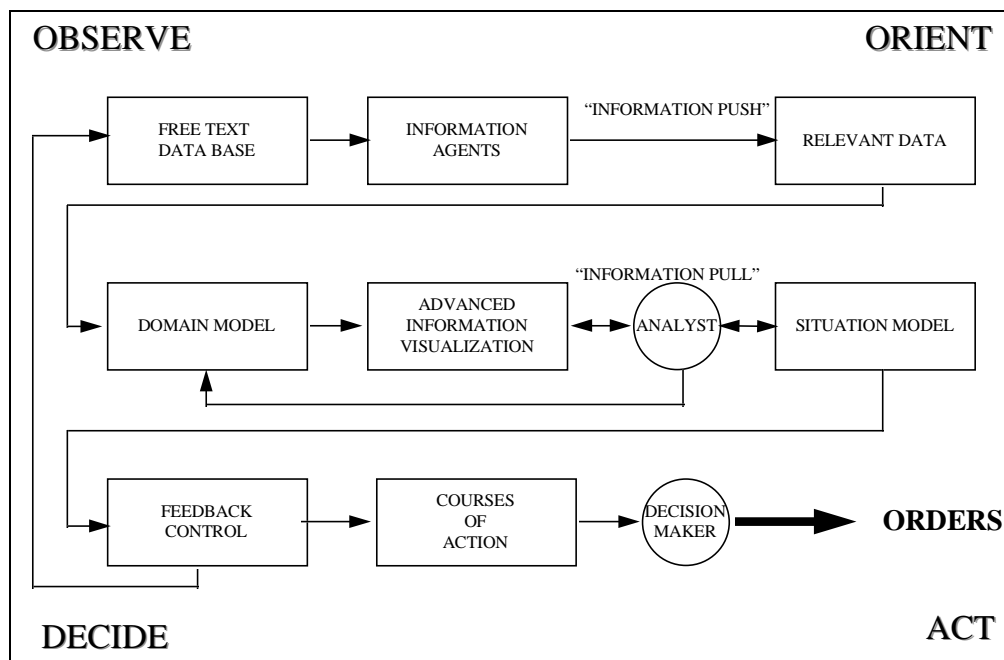 OBSERVE
ORIENT
“INFORMATION PUSH”
FREE TEXT
DATA BASE
INFORMATION
AGENTS
RELEVANT DATA
“INFORMATION PULL”
DOMAIN MODEL
ADVANCED
INFORMATION
VISUALIZATION
ANALYST
SITUATION MODEL
FEEDBACK
CONTROL
COURSES
OF
ACTION
DECISION
MAKER
ORDERS
DECIDE
ACT